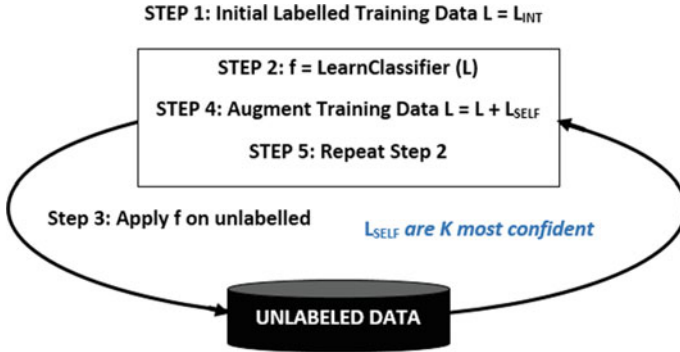 STEP 1: Initial Labelled Training Data L = LINT
STEP 2: f = LearnClassifier (L)
STEP 4: Augment Training Data L = L + LSELF
STEP 5: Repeat Step 2
Step 3: Apply f on unlabelled
LSELF are K most confident
UNLABELED DATA